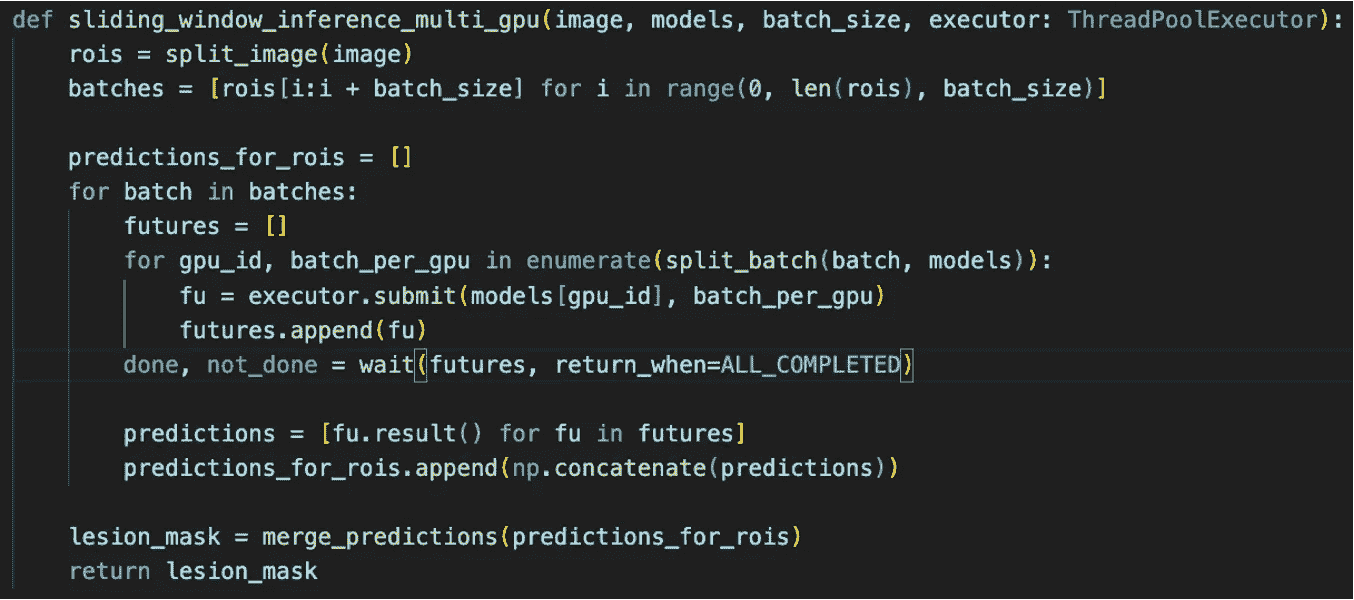 def sliding_window_inference_multi_gpu(image, models, batch_size, executor: ThreadPoolExecutor):
    rois = split_image(image)
    batches = [rois[i:i + batch_size] for i in range(0, len(rois), batch_size)]

    predictions_for_rois = []
    for batch in batches:
        futures = []
        for gpu_id, batch_per_gpu in enumerate(split_batch(batch, models)):
            fu = executor.submit(models[gpu_id], batch_per_gpu)
            futures.append(fu)
        done, not_done = wait(futures, return_when=ALL_COMPLETED)

        predictions = [fu.result() for fu in futures]
        predictions_for_rois.append(np.concatenate(predictions))

    lesion_mask = merge_predictions(predictions_for_rois)
    return lesion_mask